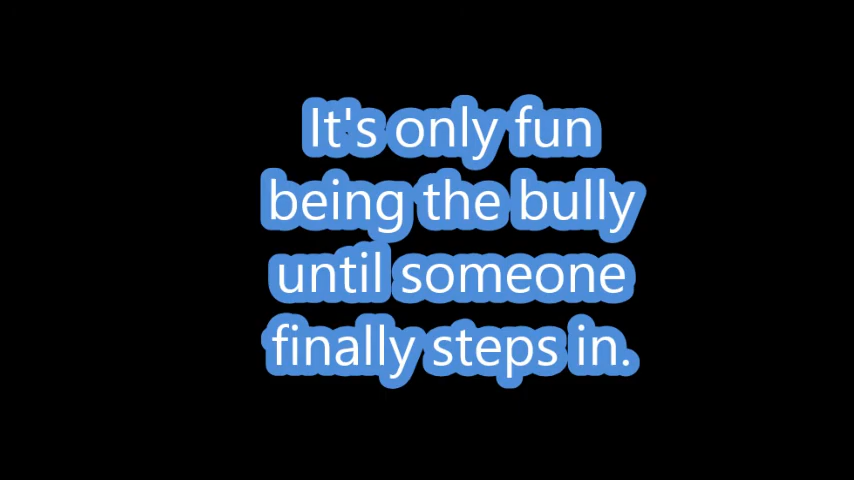 It's only fun
being the bully
until someone
finally steps in.